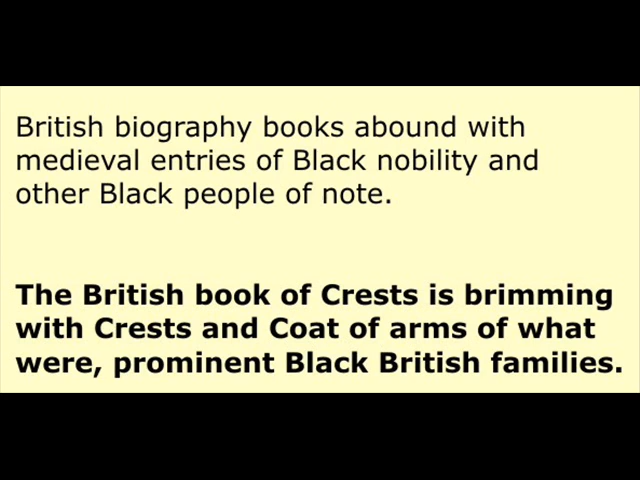 British biography books abound with
medieval entries of Black nobility and
other Black people of note.
The British book of Crests is brimming
with Crests and Coat of arms of what
were, prominent Black British families.